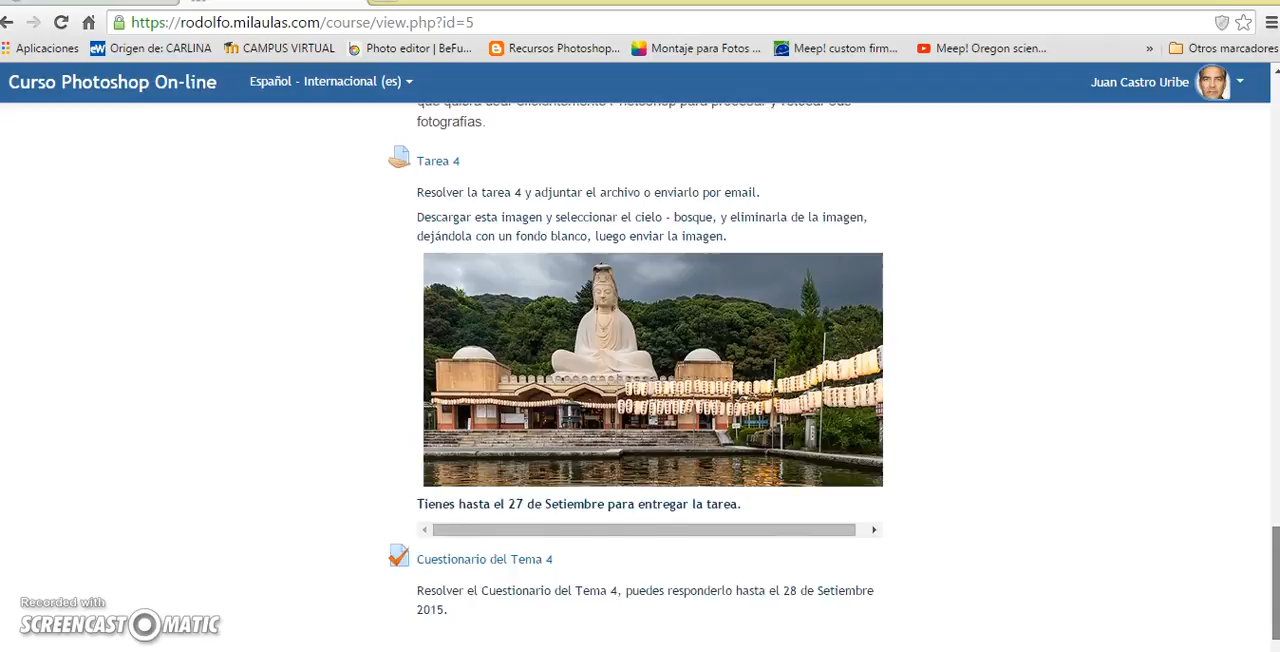 https://rodolfo.milaulas.com/course/view.php?id=5
Aplicaciones
Origen de: CARLINA
CAMPUS VIRTUAL
Photo editor | BeFu...
Recursos Photoshop...
Montaje para Fotos ...
Meep! custom firm...
Meep! Oregon scien...
»
Otros marcadores
Curso Photoshop On-line
Español - Internacional (es)
Juan Castro Uribe
fotografías.
Tarea 4
Resolver la tarea 4 y adjuntar el archivo o enviarlo por email.
Descargar esta imagen y seleccionar el cielo - bosque, y eliminarla de la imagen,
dejándola con un fondo blanco, luego enviar la imagen.
Tienes hasta el 27 de Setiembre para entregar la tarea.
Cuestionario del Tema 4
Resolver el Cuestionario del Tema 4, puedes responderlo hasta el 28 de Setiembre
2015.
Recorded with
SCREENCAST-O-MATIC